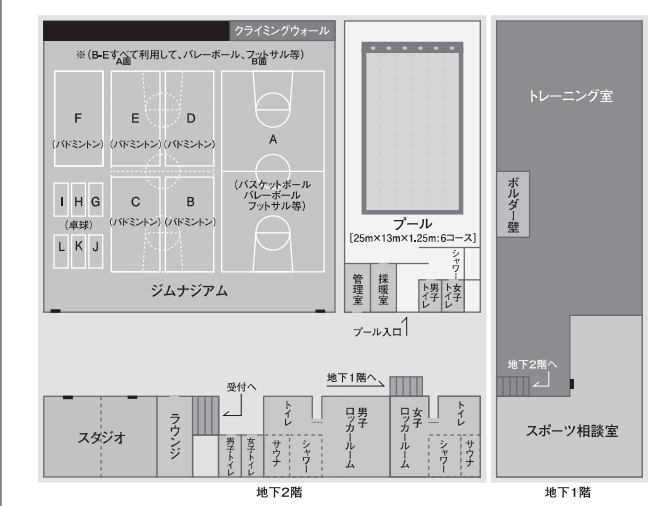 クライミングウォール
※(B-Eすべて利用して、バレーボール、フットサル等)
A面
B面
F
(バドミントン)
E
(バドミントン)
D
(バドミントン)
A
(バスケットボール
バレーボール
フットサル等)
C
(バドミントン)
B
(バドミントン)
I H G
(卓球)
L K J
ジムナジアム
プール
[25m×13m×1.25m:6コース]
シャワー
管理室
採暖室
男子トイレ
女子トイレ
プール入口
トレーニング室
ボルダー壁
地下2階へ
スポーツ相談室
受付へ
地下1階へ
スタジオ
ラウンジ
男子トイレ
女子トイレ
トイレ
サウナ
シャワー
男子
ロッカールーム
女子
ロッカールーム
トイレ
シャワー
サウナ
地下2階
地下1階